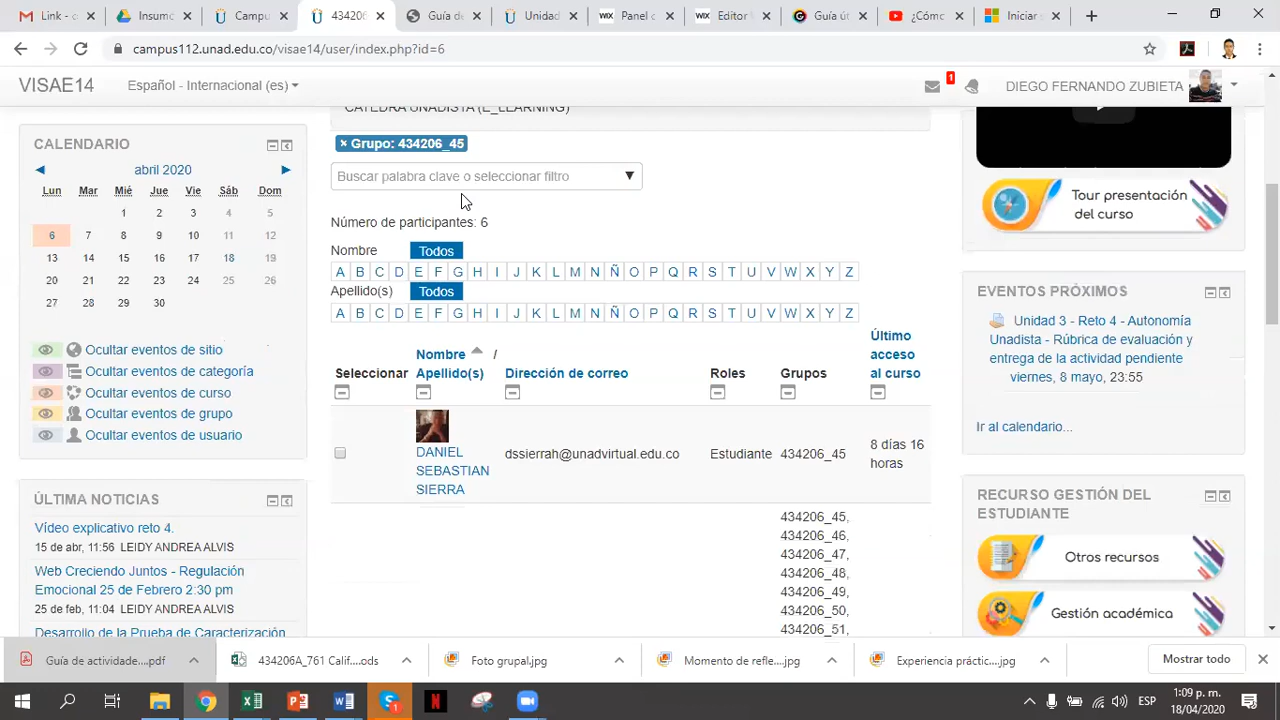 Link - c
Insumo
Campu
434206
Guía de
Unidad
Panel c
Editor I
Guía út
¿Cómo
Iniciar s
campus112.unad.edu.co/visae14/user/index.php?id=6
VISAE14
Español - Internacional (es)
1
DIEGO FERNANDO ZUBIETA
CALENDARIO
abril 2020
Lun Mar Mié Jue Vie Sáb Dom
1 2 3 4 5
6 7 8 9 10 11 12
13 14 15 16 17 18 19
20 21 22 23 24 25 26
27 28 29 30
Ocultar eventos de sitio
Ocultar eventos de categoría
Ocultar eventos de curso
Ocultar eventos de grupo
Ocultar eventos de usuario
ÚLTIMA NOTICIAS
Vídeo explicativo reto 4.
15 de abr, 11:56 LEIDY ANDREA ALVIS
Web Creciendo Juntos - Regulación
Emocional 25 de Febrero 2:30 pm
25 de feb, 11:04 LEIDY ANDREA ALVIS
Desarrollo de la Prueba de Caracterización
CÁTEDRA UNADISTA (E_LEARNING)
× Grupo: 434206_45
Buscar palabra clave o seleccionar filtro ▼
Número de participantes: 6
Nombre Todos
A B C D E F G H I J K L M N Ñ O P Q R S T U V W X Y Z
Apellido(s) Todos
A B C D E F G H I J K L M N Ñ O P Q R S T U V W X Y Z
Seleccionar
Nombre /
Apellido(s)
Dirección de correo
Roles
Grupos
Último
acceso
al curso
DANIEL
SEBASTIAN
SIERRA
dssierrah@unadvirtual.edu.co
Estudiante
434206_45
8 días 16
horas
434206_45,
434206_46,
434206_47,
434206_48,
434206_49,
434206_50,
434206_51,
Tour presentación
del curso
EVENTOS PRÓXIMOS
Unidad 3 - Reto 4 - Autonomía
Unadista - Rúbrica de evaluación y
entrega de la actividad pendiente
viernes, 8 mayo, 23:55
Ir al calendario...
RECURSO GESTIÓN DEL
ESTUDIANTE
Otros recursos
Gestión académica
Guía de actividade....pdf
434206A_761 Calif....ods
Foto grupal.jpg
Momento de refle....jpg
Experiencia práctic....jpg
Mostrar todo
ESP
1:09 p. m.
18/04/2020